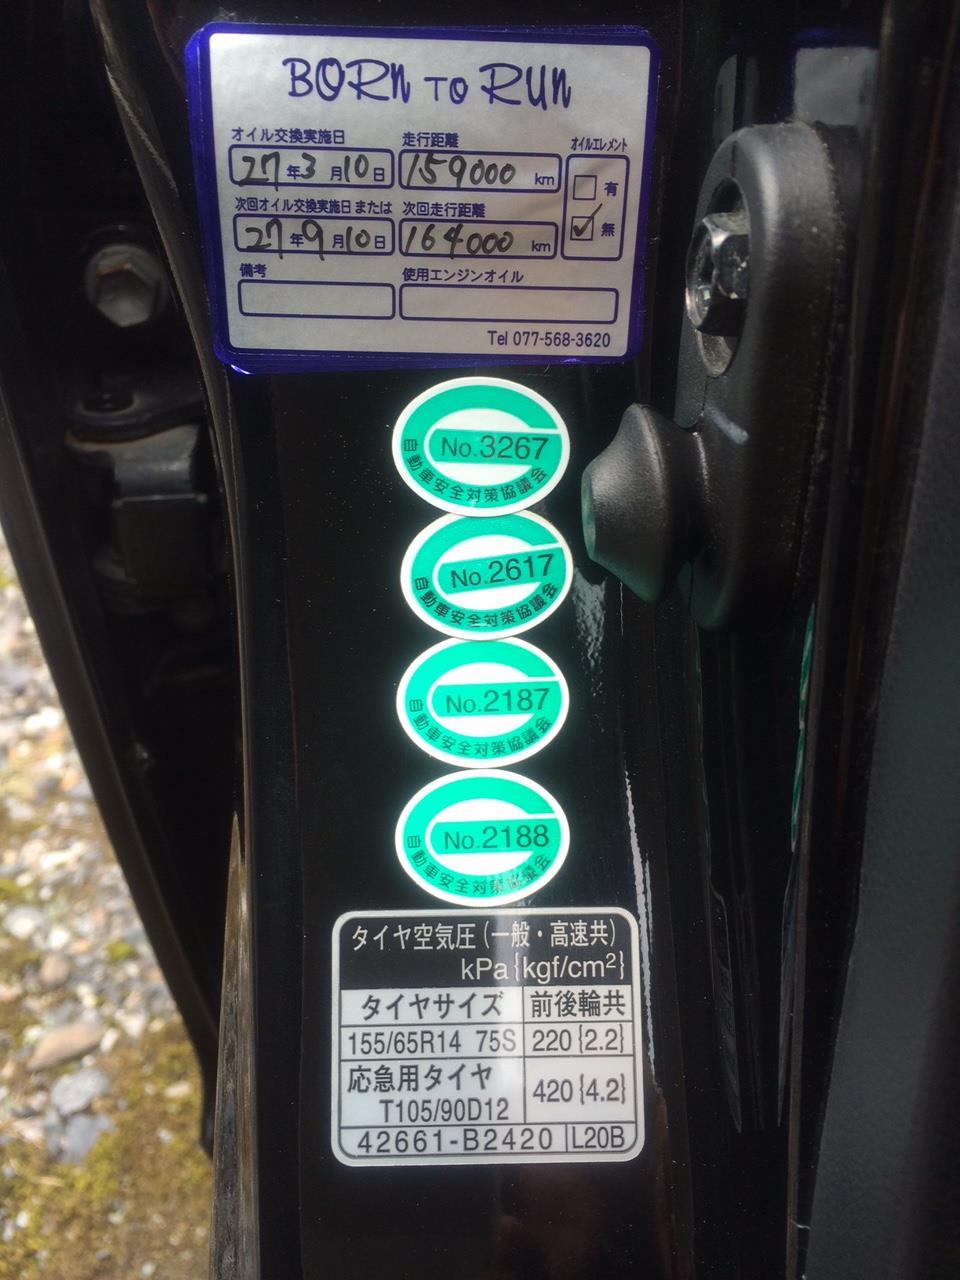 BORN TO RUN
オイル交換実施日 走行距離 オイルエレメント
27年3月10日 159000 km 有
次回オイル交換実施日 または 次回走行距離
27年9月10日 164000 km 無
備考 使用エンジンオイル
Tel 077-568-3620
No.3267
自動車安全対策協議会
No.2617
自動車安全対策協議会
No.2187
自動車安全対策協議会
No.2188
自動車安全対策協議会
タイヤ空気圧 (一般・高速共)
kPa{kgf/cm²}
タイヤサイズ 前後輪共
155/65R14 75S 220{2.2}
応急用タイヤ
T105/90D12 420{4.2}
42661-B2420 L20B